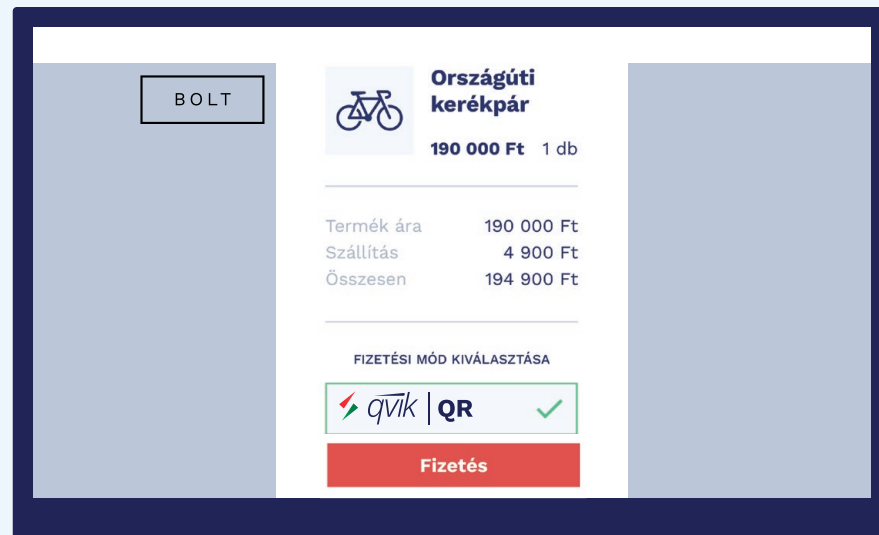 BOLT
Országúti
kerékpár
190 000 Ft 1 db
Termék ára 190 000 Ft
Szállítás 4 900 Ft
Összesen 194 900 Ft
FIZETÉSI MÓD KIVÁLASZTÁSA
qvik | QR
Fizetés